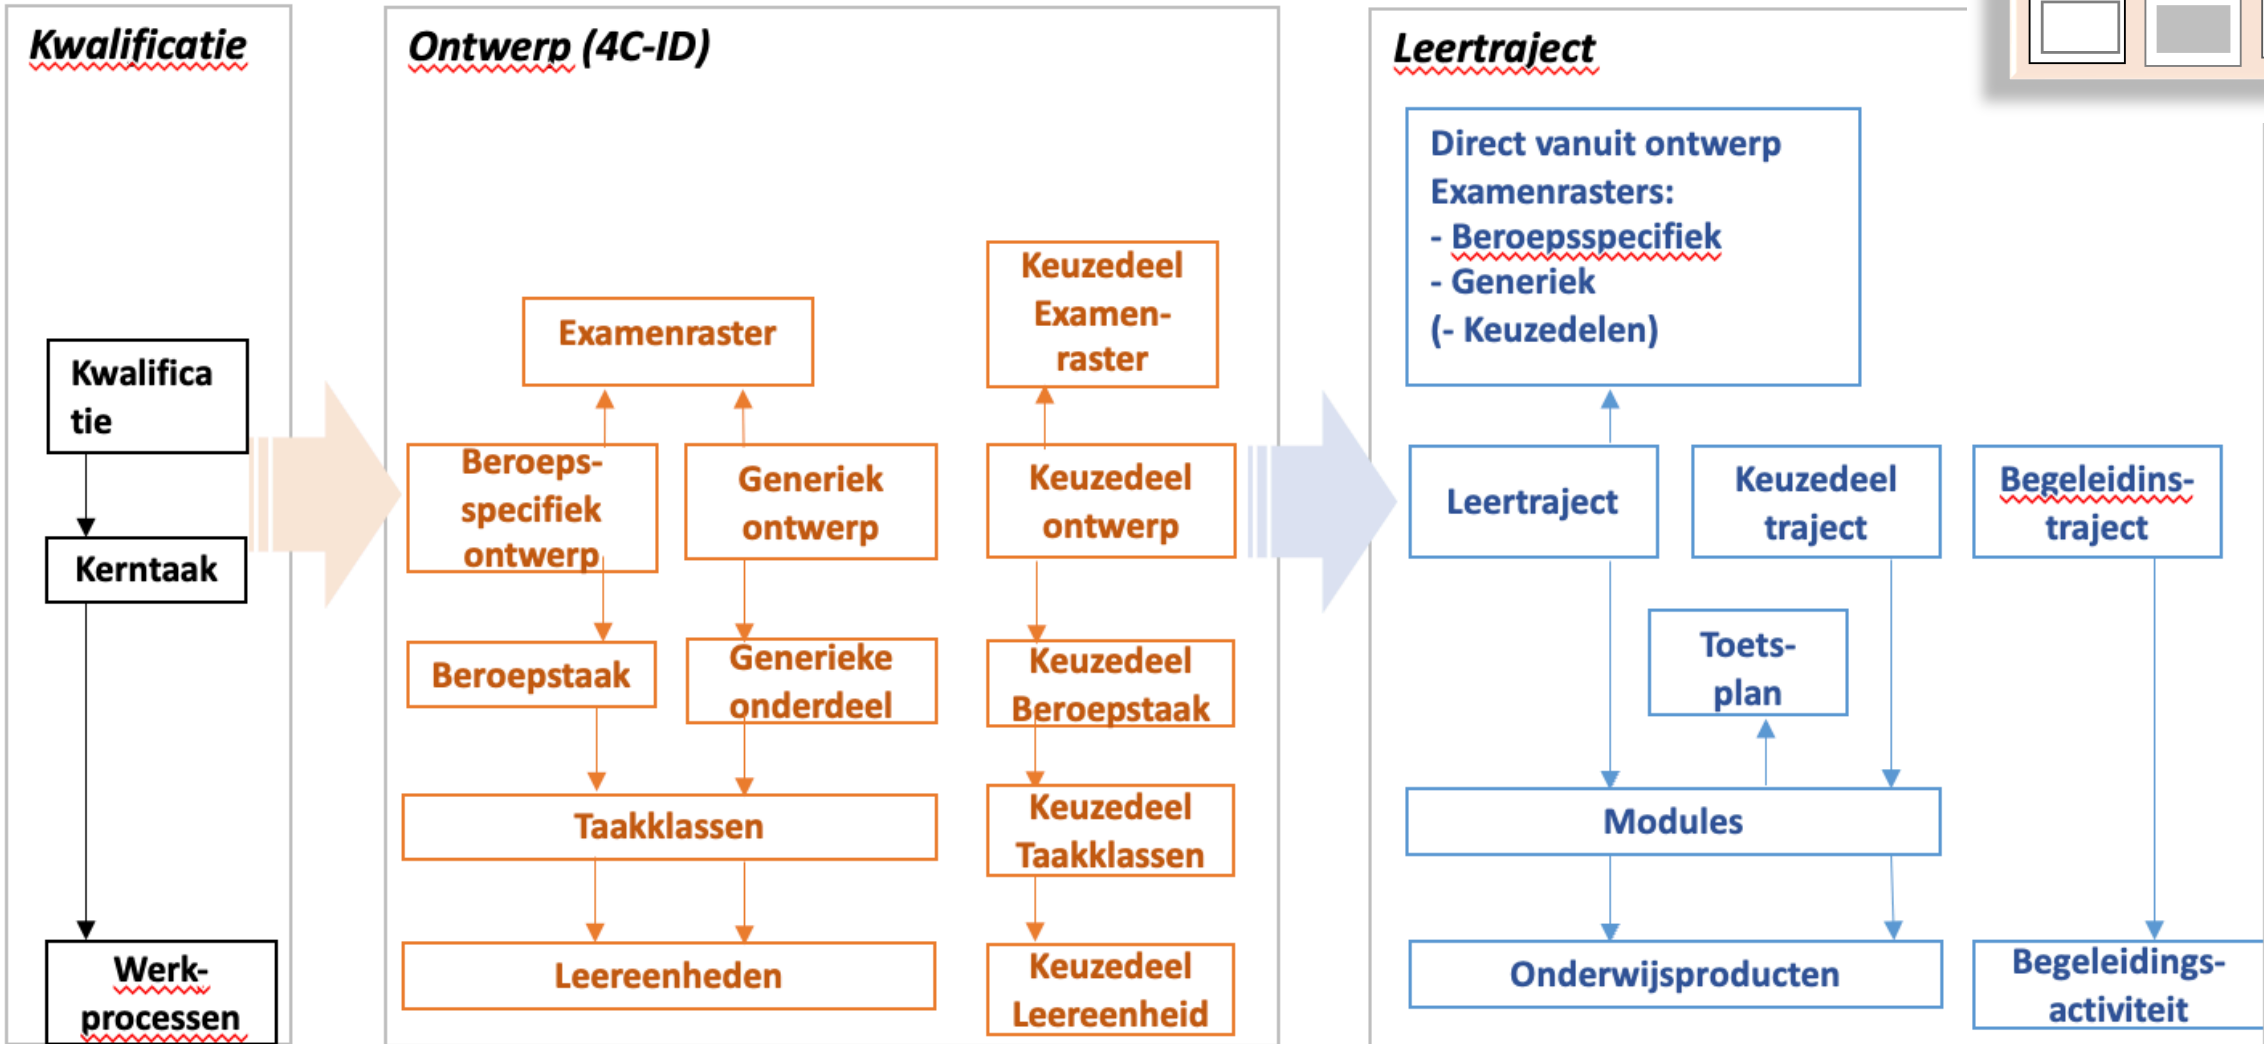 Kwalificatie
Kwalifica
tie
Kerntaak
Werk-
processen
Ontwerp (4C-ID)
Examenraster
Keuzedeel
Examen-
raster
Beroeps-
specifiek
ontwerp
Generiek
ontwerp
Keuzedeel
ontwerp
Beroepstaak
Generieke
onderdeel
Keuzedeel
Beroepstaak
Taakklassen
Keuzedeel
Taakklassen
Leereenheden
Keuzedeel
Leereenheid
Leertraject
Direct vanuit ontwerp
Examenrasters:
- Beroepsspecifiek
- Generiek
(- Keuzedelen)
Leertraject
Keuzedeel
traject
Begeleidins-
traject
Toets-
plan
Modules
Onderwijsproducten
Begeleidings-
activiteit